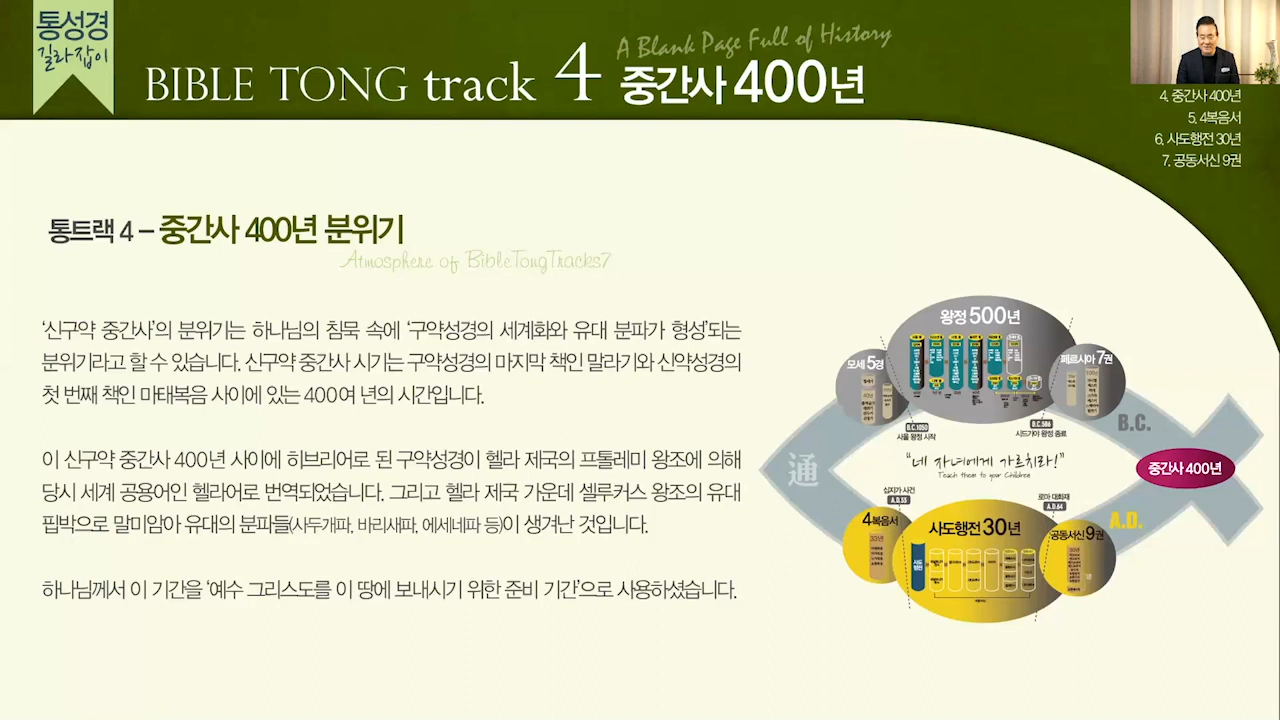 통성경
길라잡이
BIBLE TONG track 4 중간사 400년
A Blank Page Full of History
4. 중간사 400년
5. 4복음서
6. 사도행전 30년
7. 공동서신 9권
통트랙 4 – 중간사 400년 분위기
Atmosphere of BibleTongTracks7
‘신구약 중간사’의 분위기는 하나님의 침묵 속에 ‘구약성경의 세계화와 유대 분파가 형성’되는
분위기라고 할 수 있습니다. 신구약 중간사 시기는 구약성경의 마지막 책인 말라기와 신약성경의
첫 번째 책인 마태복음 사이에 있는 400여 년의 시간입니다.
이 신구약 중간사 400년 사이에 히브리어로 된 구약성경이 헬라 제국의 프톨레미 왕조에 의해
당시 세계 공용어인 헬라어로 번역되었습니다. 그리고 헬라 제국 가운데 셀루커스 왕조의 유대
핍박으로 말미암아 유대의 분파들(사두개파, 바리새파, 에세네파 등)이 생겨난 것입니다.
하나님께서 이 기간을 ‘예수 그리스도를 이 땅에 보내시기 위한 준비 기간’으로 사용하셨습니다.
왕정 500년
모세 5경
페르시아 7권
B.C.1050
사울 왕정 시작
B.C.586
시드기야 왕정 종료
B.C.
通
“네 자녀에게 가르치라!”
Teach them to your Children
중간사 400년
십자가 사건
A.D.33
로마 대화재
A.D.64
A.D.
4복음서
사도행전 30년
공동서신 9권